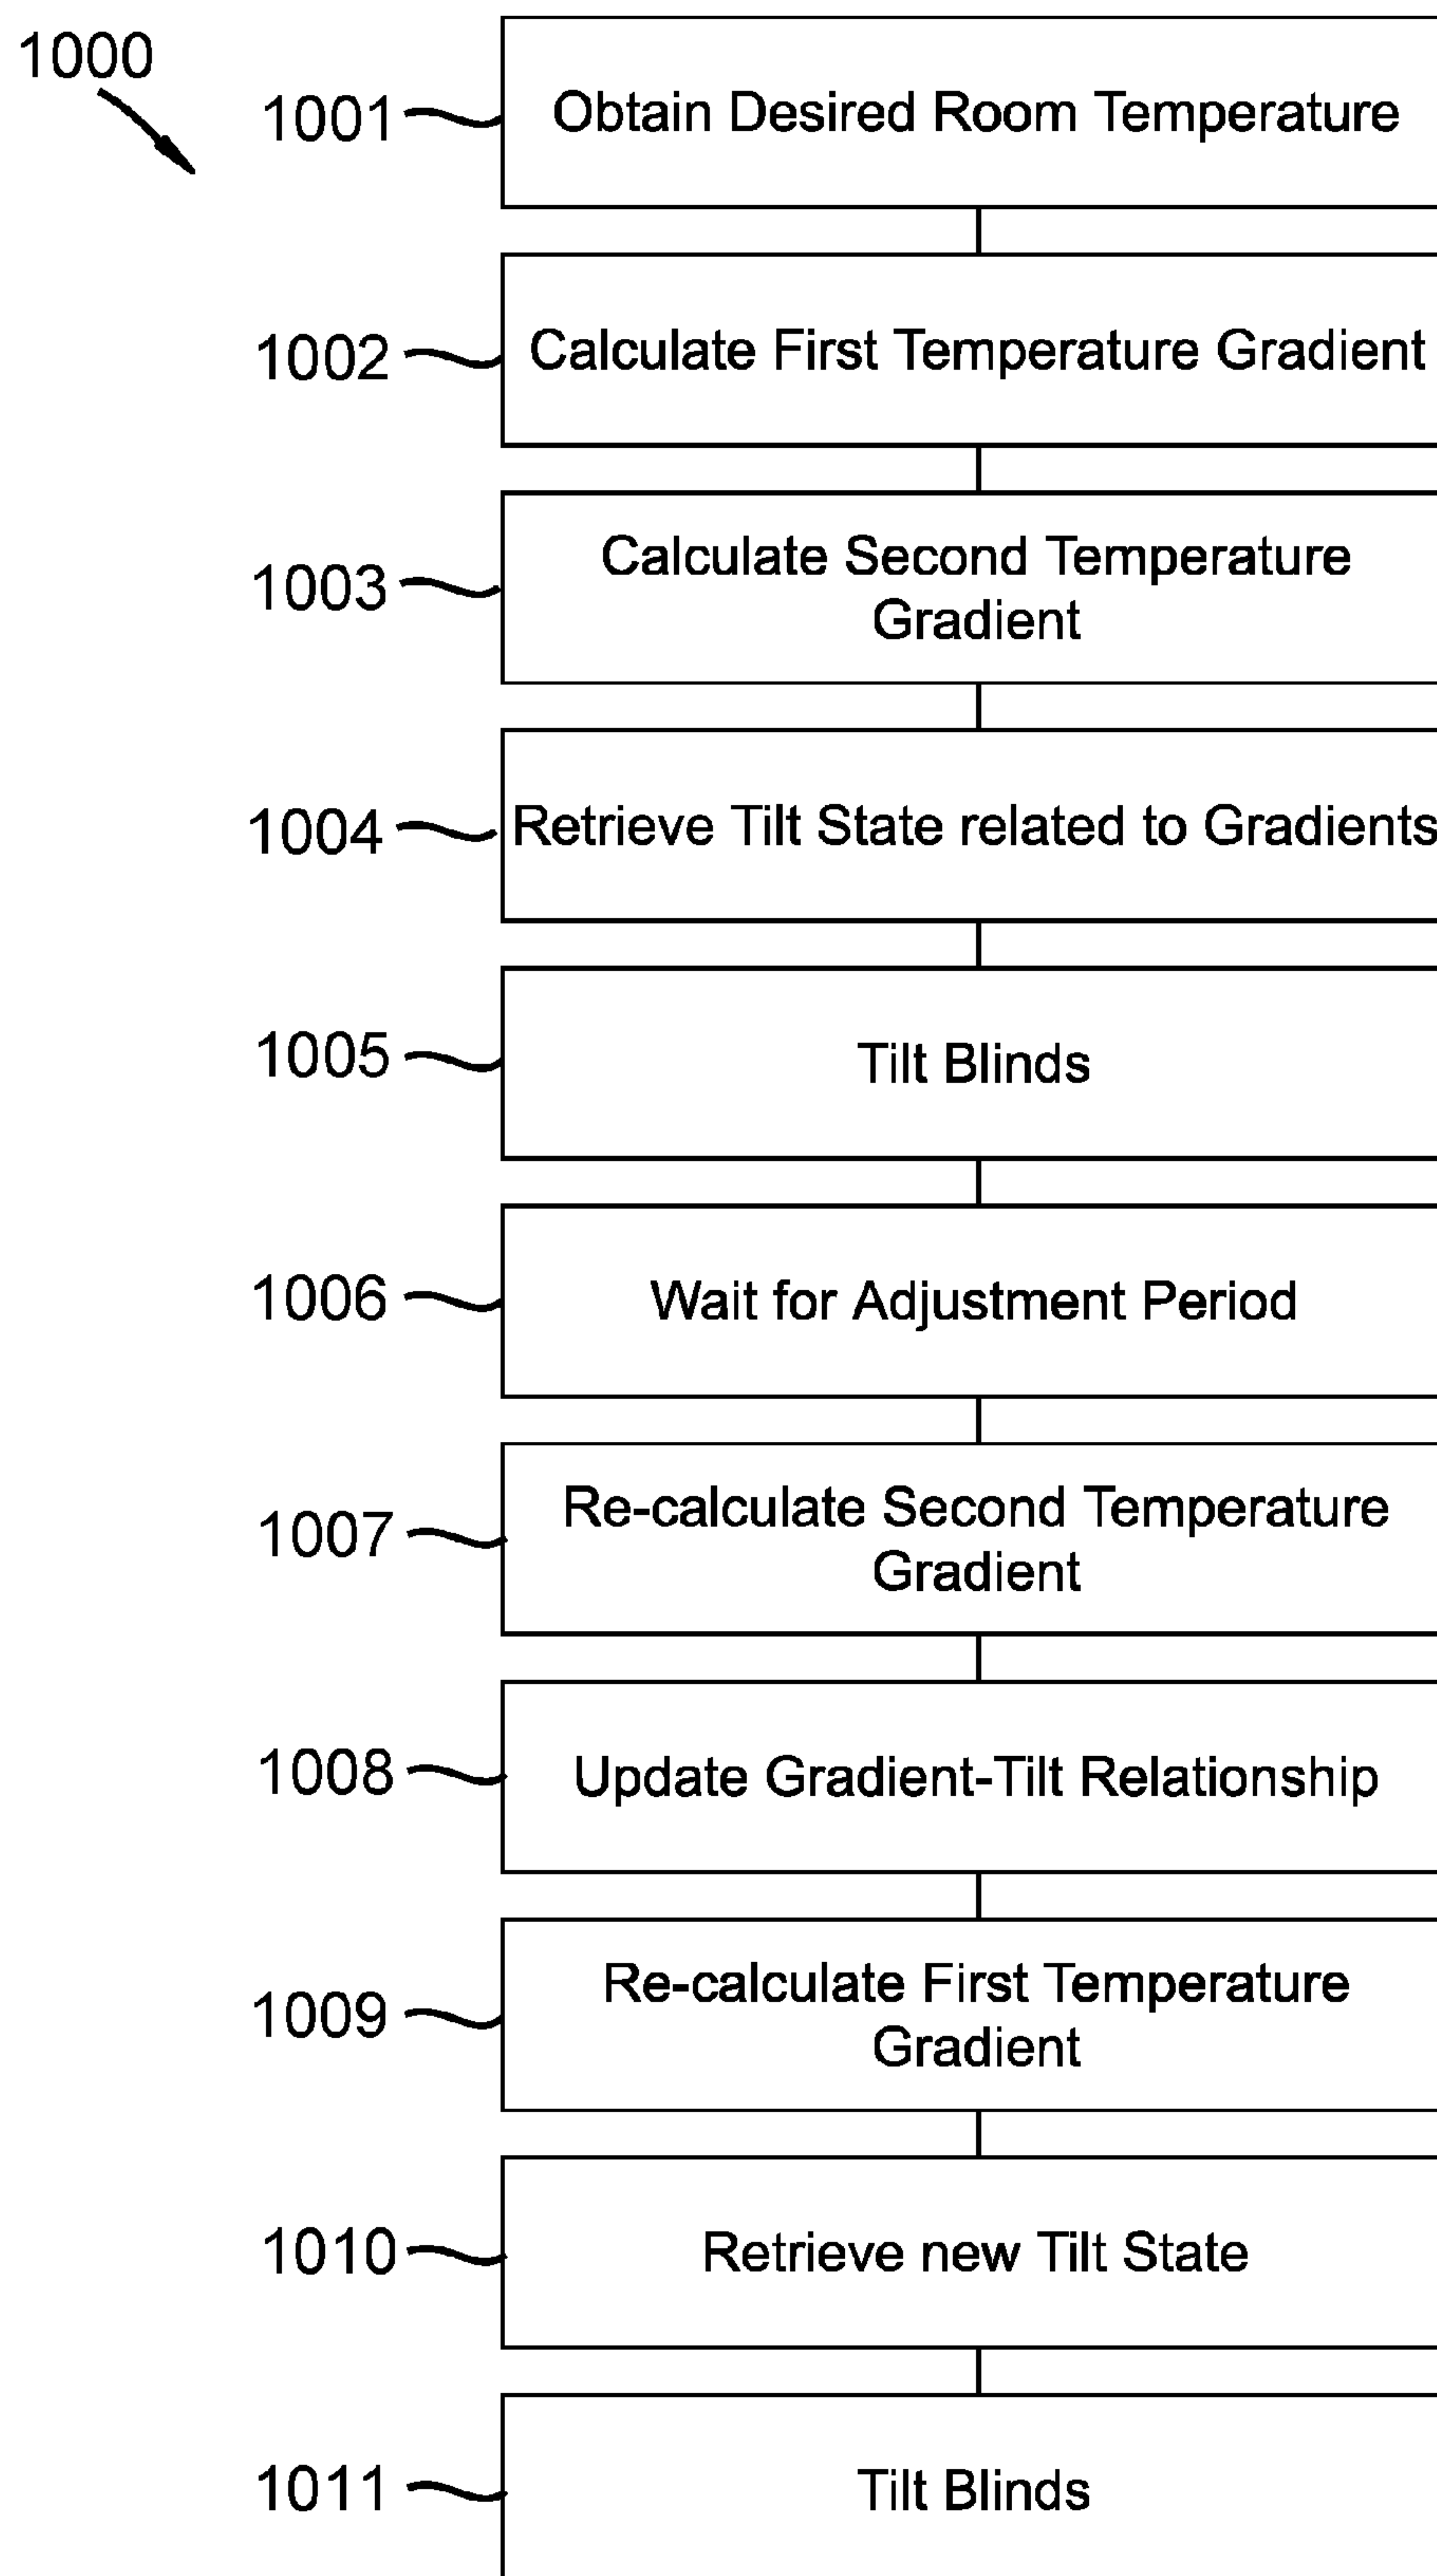 1000
1001
Obtain Desired Room Temperature
1002
Calculate First Temperature Gradient
1003
Calculate Second Temperature
Gradient
1004
Retrieve Tilt State related to Gradients
1005
Tilt Blinds
1006
Wait for Adjustment Period
1007
Re-calculate Second Temperature
Gradient
1008
Update Gradient-Tilt Relationship
1009
Re-calculate First Temperature
Gradient
1010
Retrieve new Tilt State
1011
Tilt Blinds